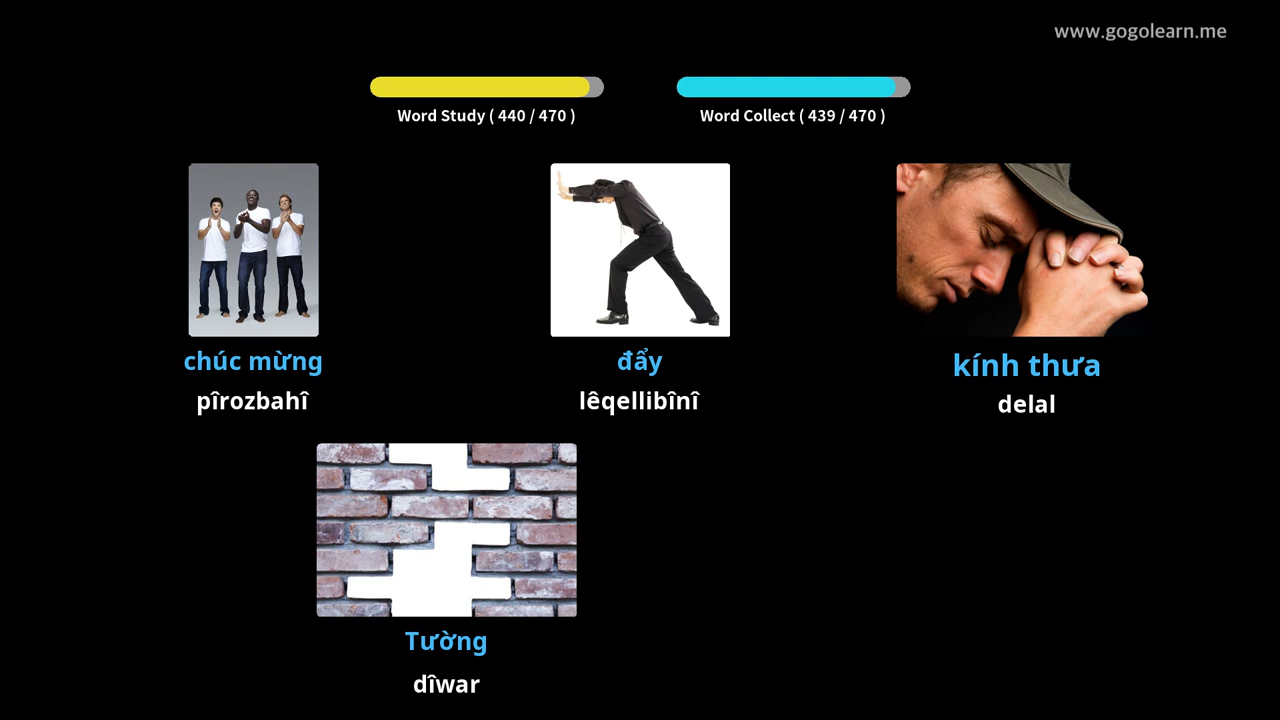 www.gogolearn.me
Word Study ( 440 / 470 )
Word Collect ( 439 / 470 )
chúc mừng
pîrozbahî
đẩy
lêqellibînî
kính thưa
delal
Tường
dîwar